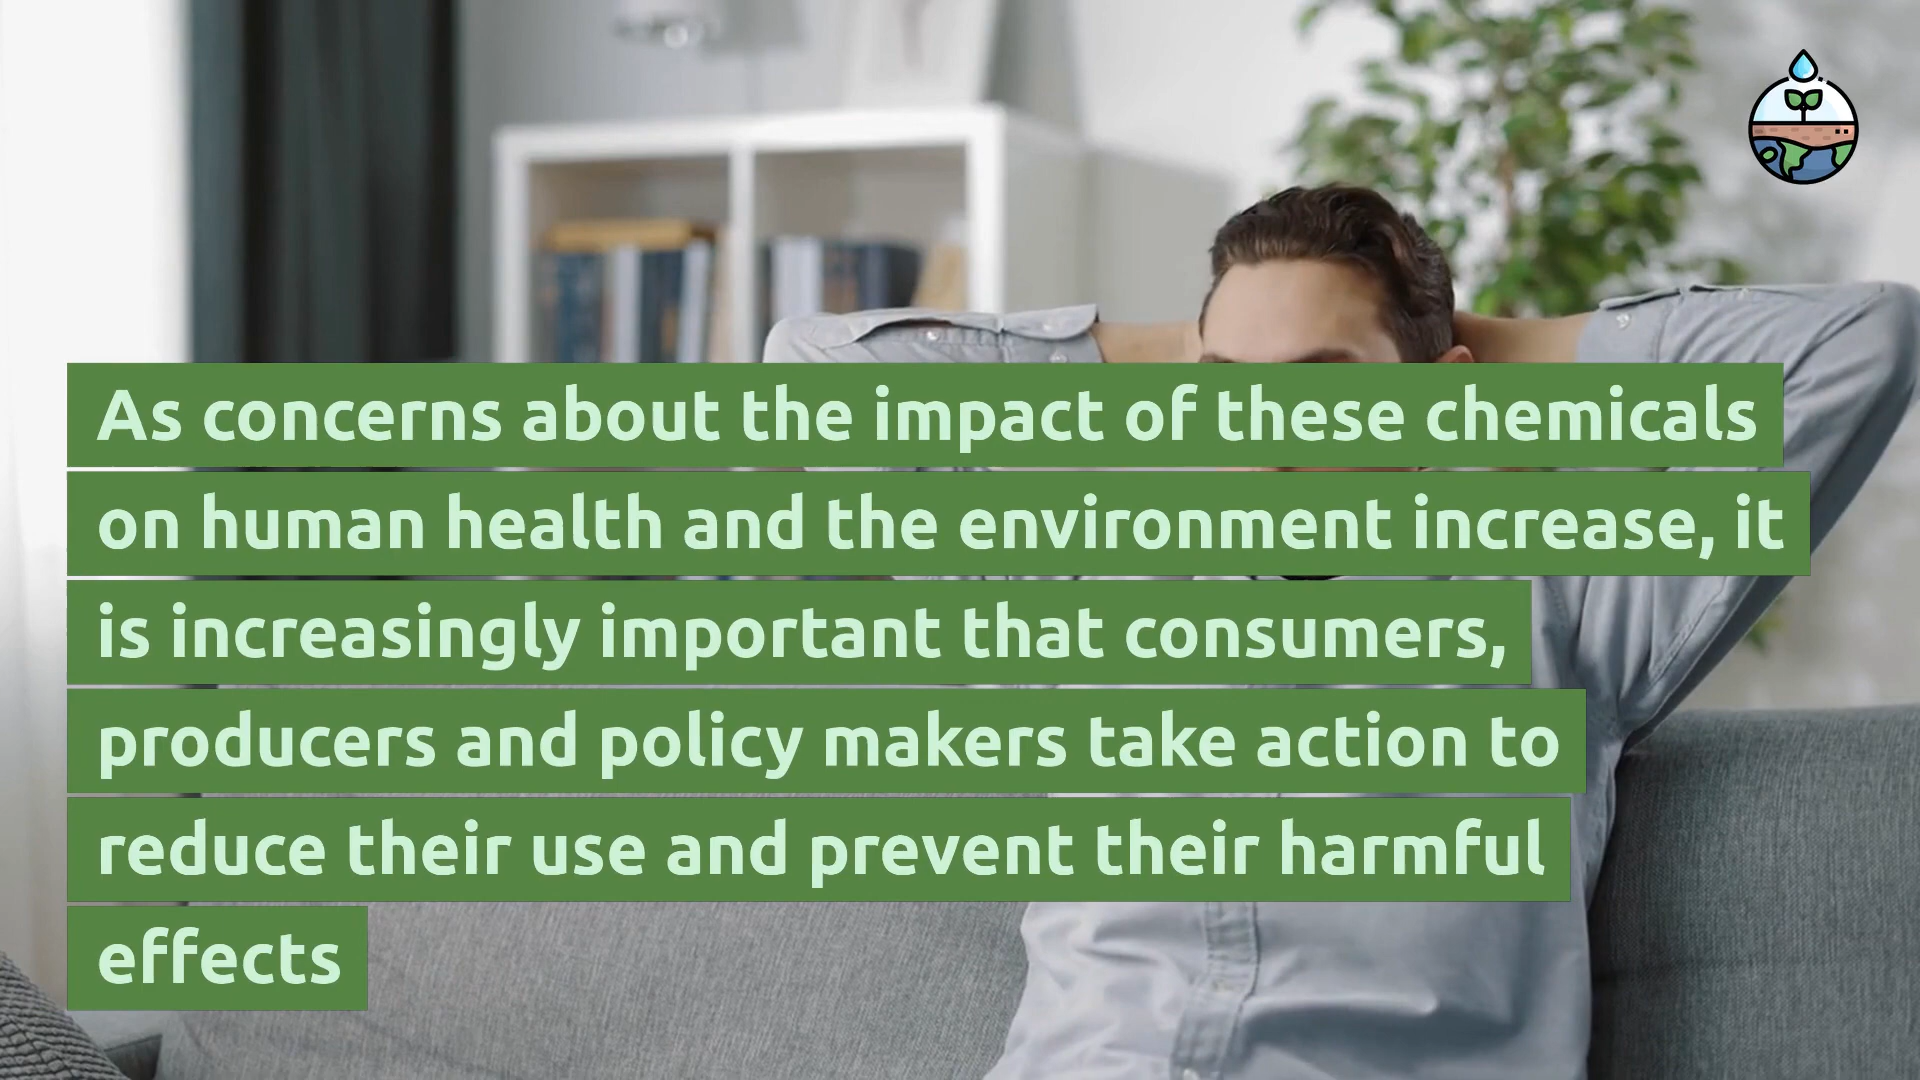 As concerns about the impact of these chemicals
on human health and the environment increase, it
is increasingly important that consumers,
producers and policy makers take action to
reduce their use and prevent their harmful
effects